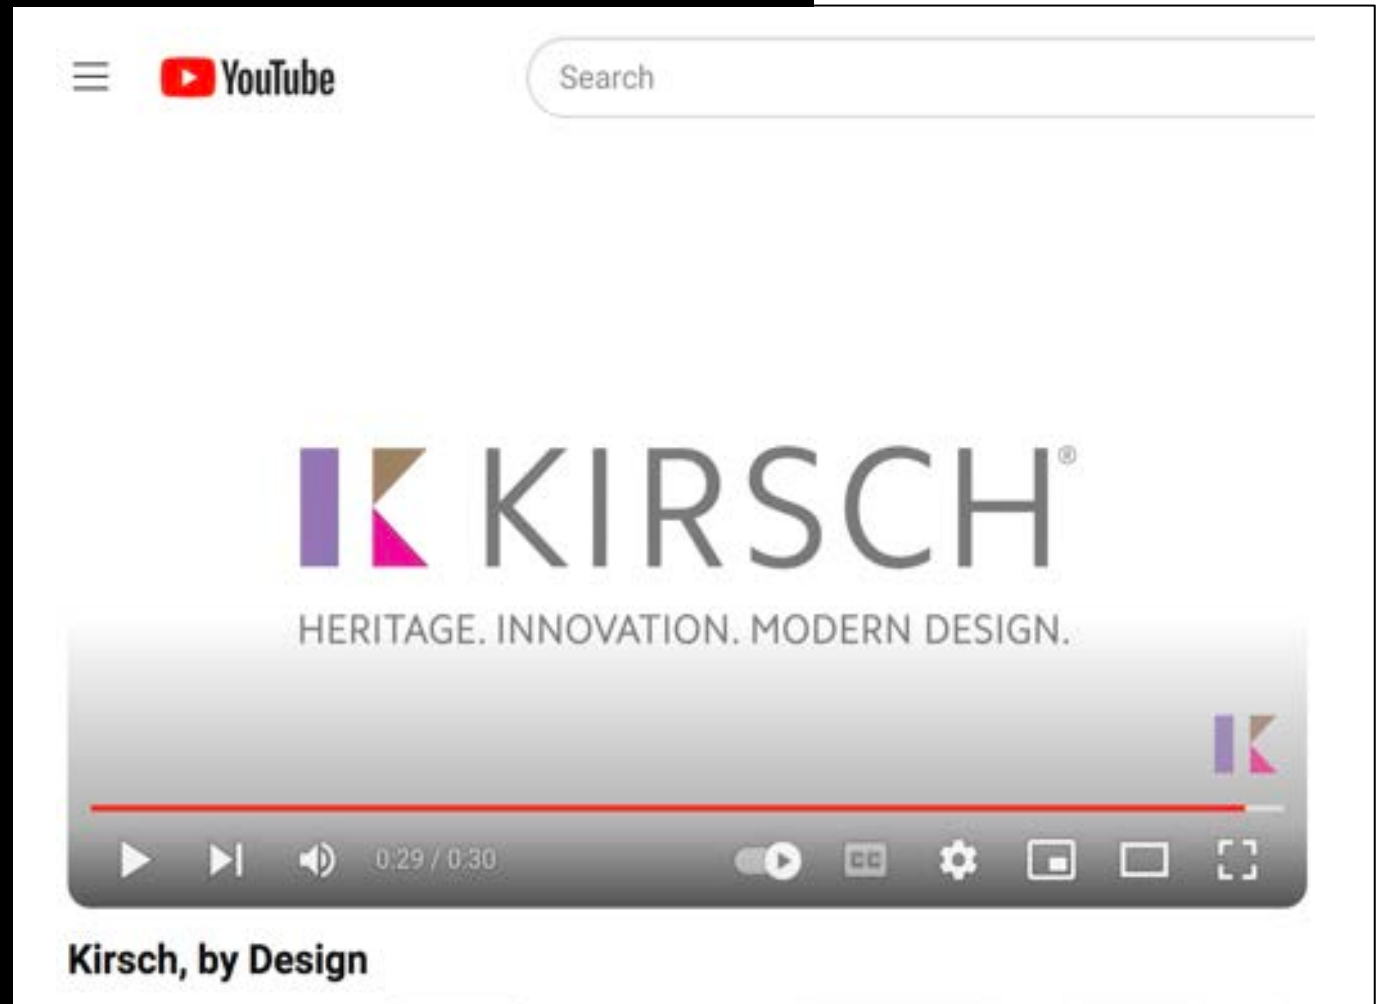 YouTube
Search
KIRSCH®
HERITAGE. INNOVATION. MODERN DESIGN.
0:29 / 0:30
CC
Kirsch, by Design